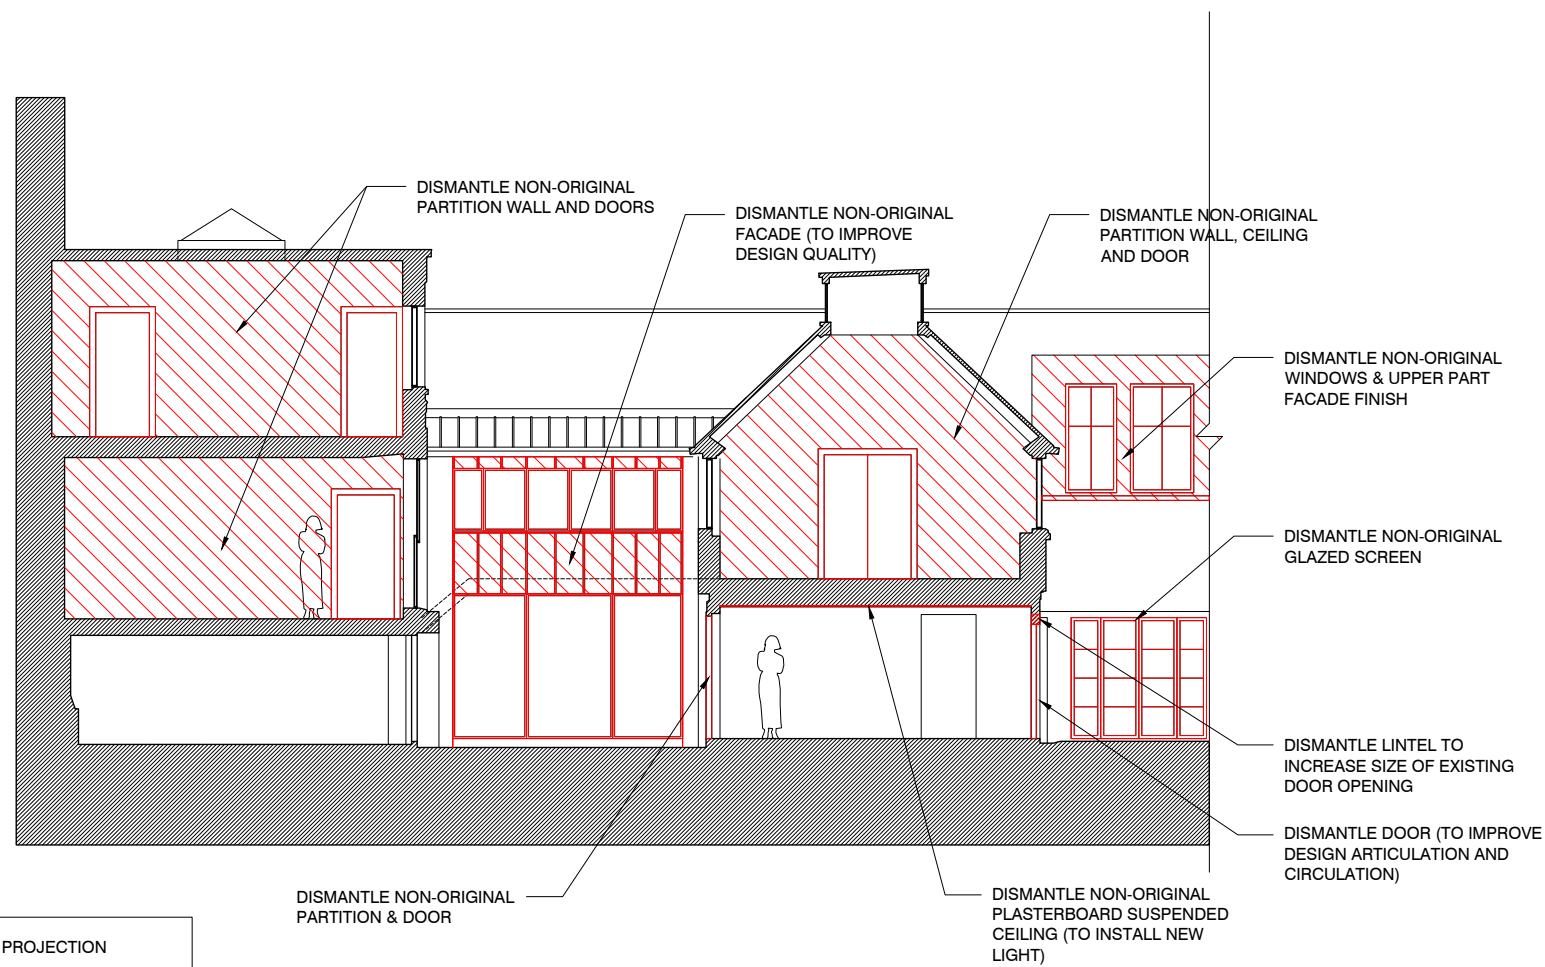 DISMANTLE NON-ORIGINAL
PARTITION WALL AND DOORS
DISMANTLE NON-ORIGINAL
FACADE (TO IMPROVE
DESIGN QUALITY)
DISMANTLE NON-ORIGINAL
PARTITION WALL, CEILING
AND DOOR
DISMANTLE NON-ORIGINAL
WINDOWS & UPPER PART
FACADE FINISH
DISMANTLE NON-ORIGINAL
GLAZED SCREEN
DISMANTLE LINTEL TO
INCREASE SIZE OF EXISTING
DOOR OPENING
DISMANTLE DOOR (TO IMPROVE
DESIGN ARTICULATION AND
CIRCULATION)
DISMANTLE NON-ORIGINAL
PARTITION & DOOR
DISMANTLE NON-ORIGINAL
PLASTERBOARD SUSPENDED
CEILING (TO INSTALL NEW
LIGHT)
PROJECTION